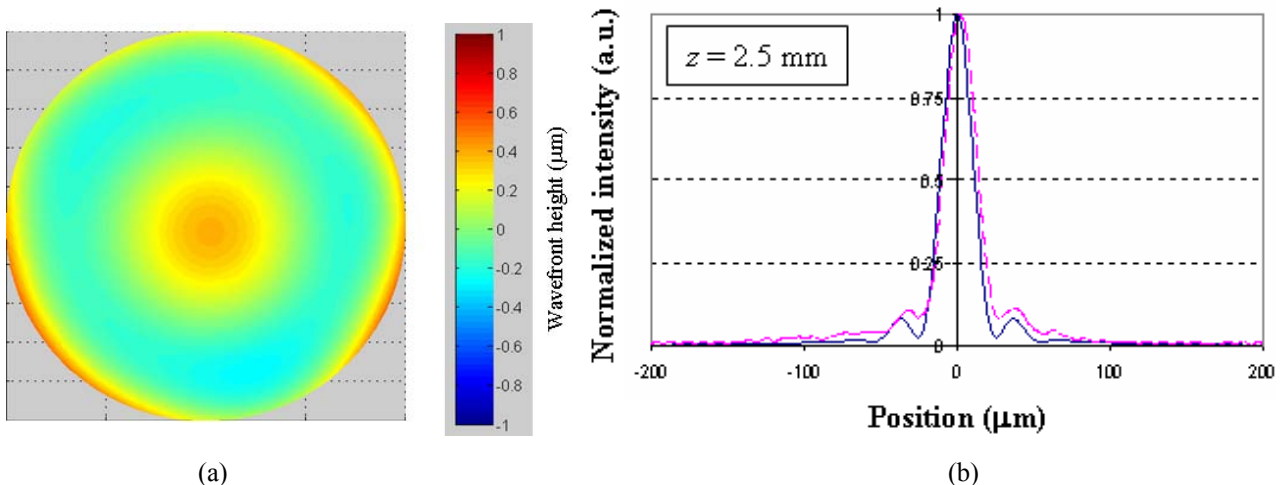 1
0.8
0.6
0.4
0.2
0
-0.2
-0.4
-0.6
-0.8
-1
Wavefront height (μm)
(a)
Normalized intensity (a.u.)
z = 2.5 mm
1
0.75
0.5
0.25
0
-200 -100 0 100 200
Position (μm)
(b)